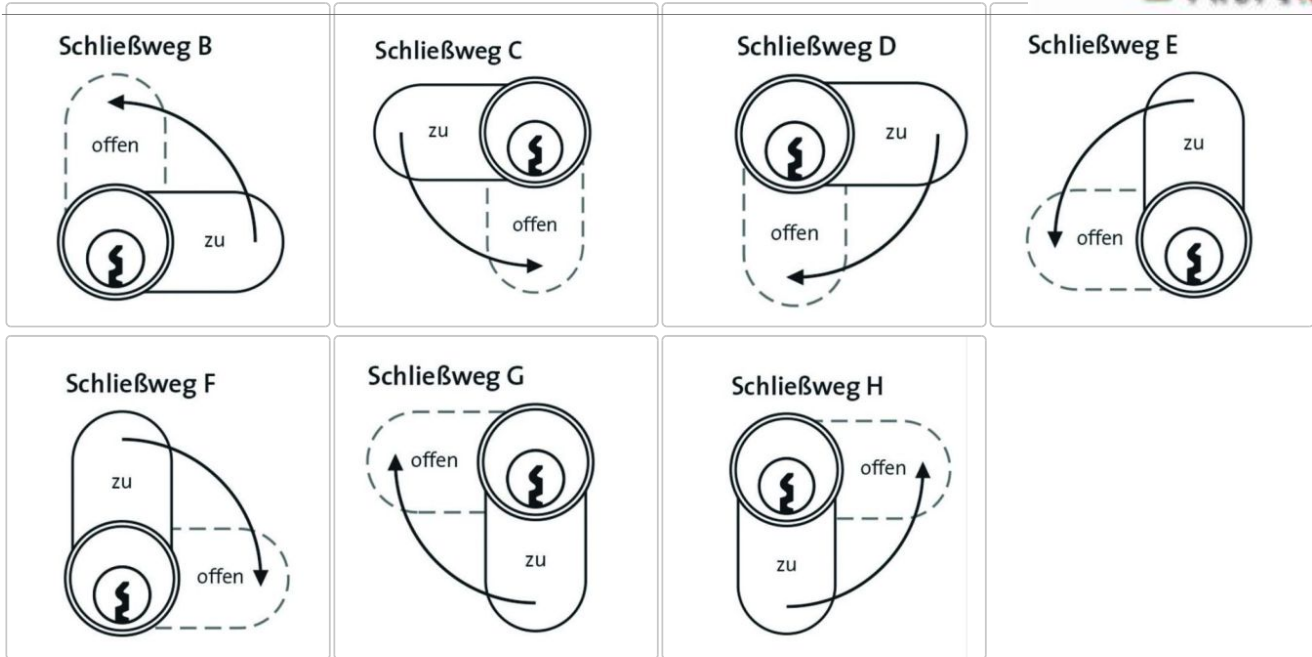 Schließweg B
offen
zu
Schließweg C
zu
offen
Schließweg D
zu
offen
Schließweg E
zu
offen
Schließweg F
zu
offen
Schließweg G
offen
zu
Schließweg H
offen
zu